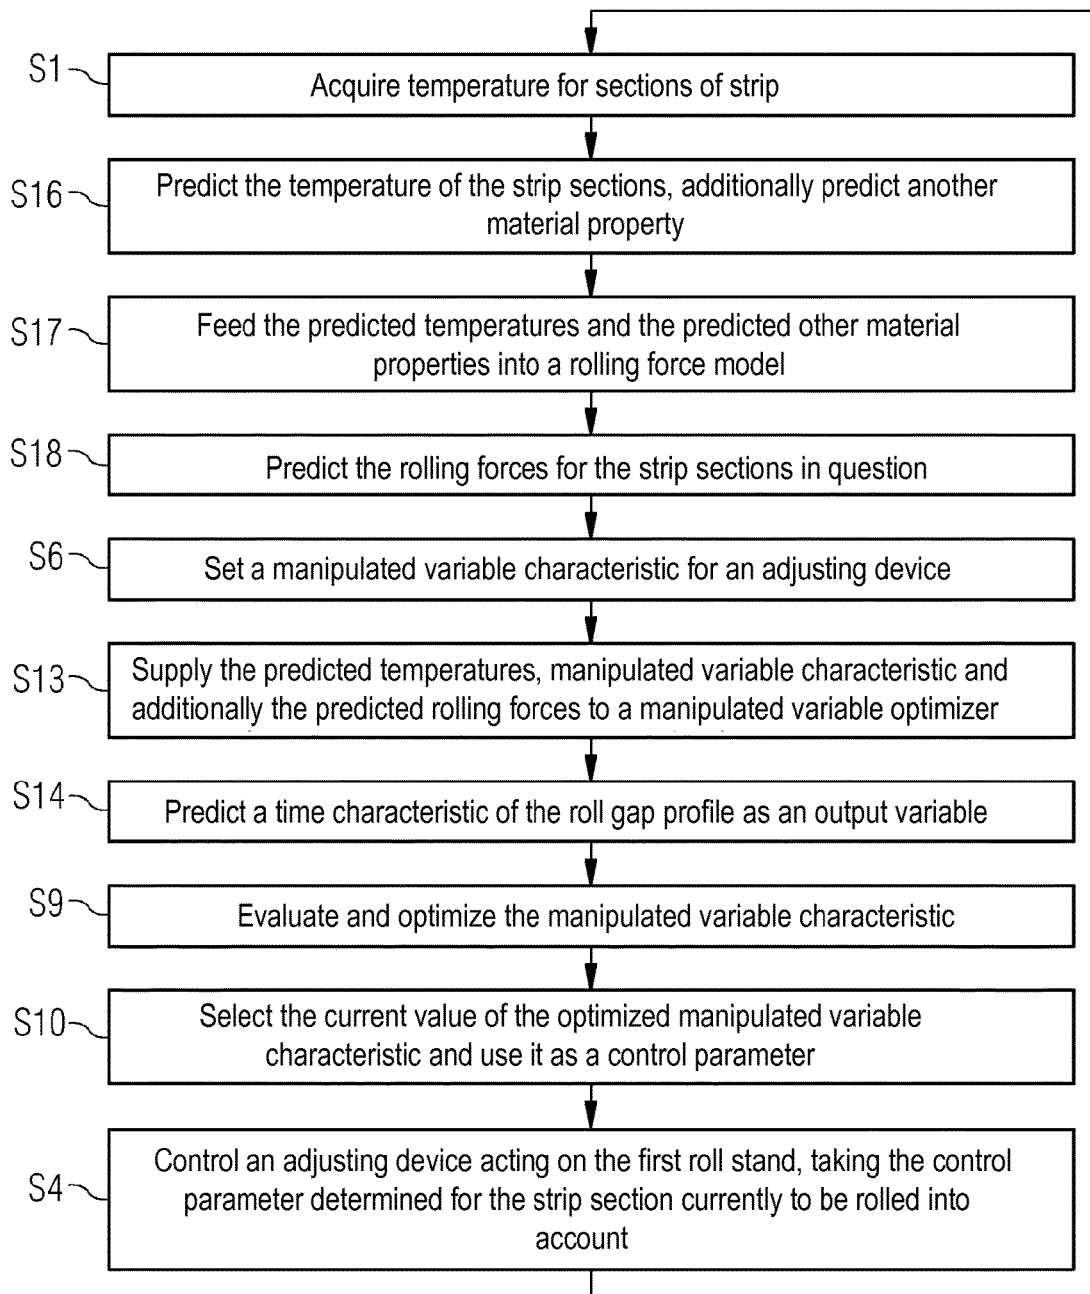 S1
Acquire temperature for sections of strip
S16
Predict the temperature of the strip sections, additionally predict another
material property
S17
Feed the predicted temperatures and the predicted other material
properties into a rolling force model
S18
Predict the rolling forces for the strip sections in question
S6
Set a manipulated variable characteristic for an adjusting device
S13
Supply the predicted temperatures, manipulated variable characteristic and
additionally the predicted rolling forces to a manipulated variable optimizer
S14
Predict a time characteristic of the roll gap profile as an output variable
S9
Evaluate and optimize the manipulated variable characteristic
S10
Select the current value of the optimized manipulated variable
characteristic and use it as a control parameter
S4
Control an adjusting device acting on the first roll stand, taking the control
parameter determined for the strip section currently to be rolled into
account